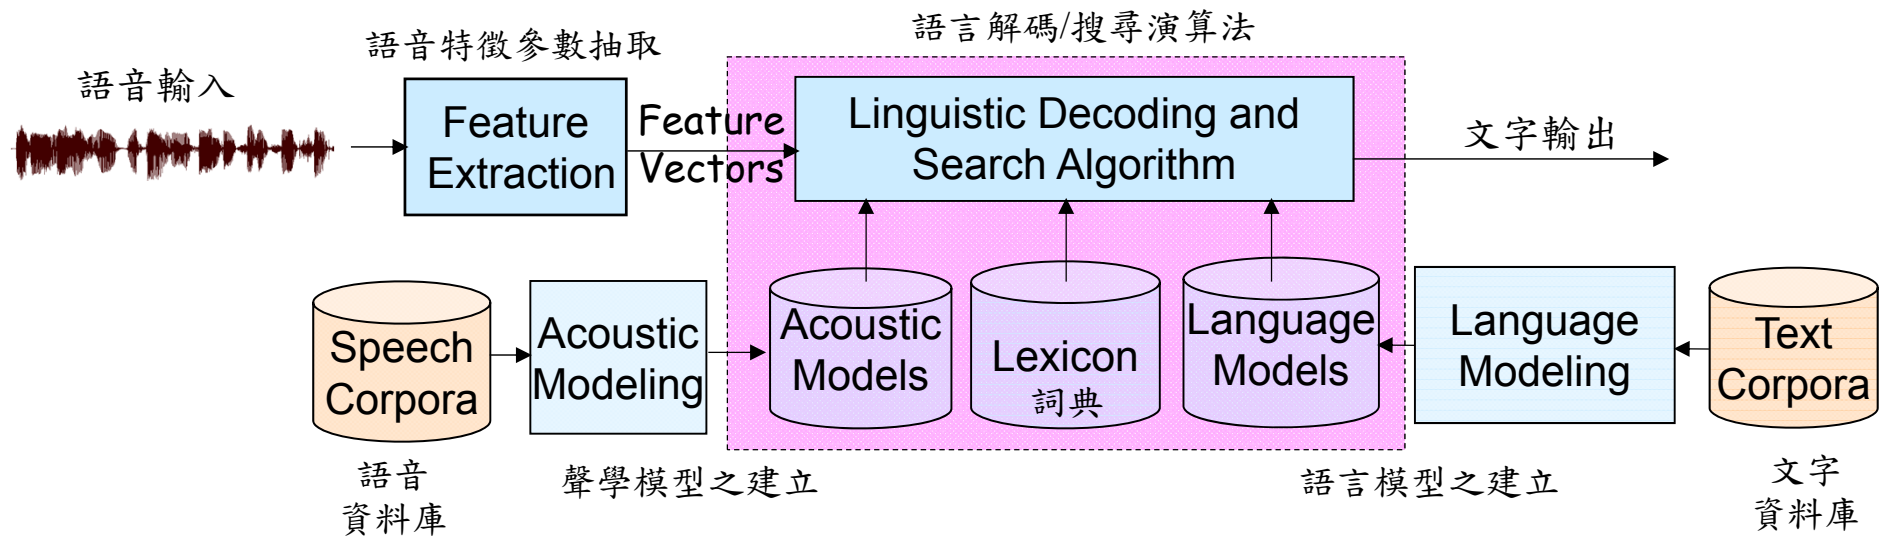 語音輸入
語音特徵參數抽取
語言解碼/搜尋演算法
Feature
Extraction
Feature
Vectors
Linguistic Decoding and
Search Algorithm
文字輸出
Speech
Corpora
Acoustic
Modeling
Acoustic
Models
Lexicon
詞典
Language
Models
Language
Modeling
Text
Corpora
語音
資料庫
聲學模型之建立
語言模型之建立
文字
資料庫